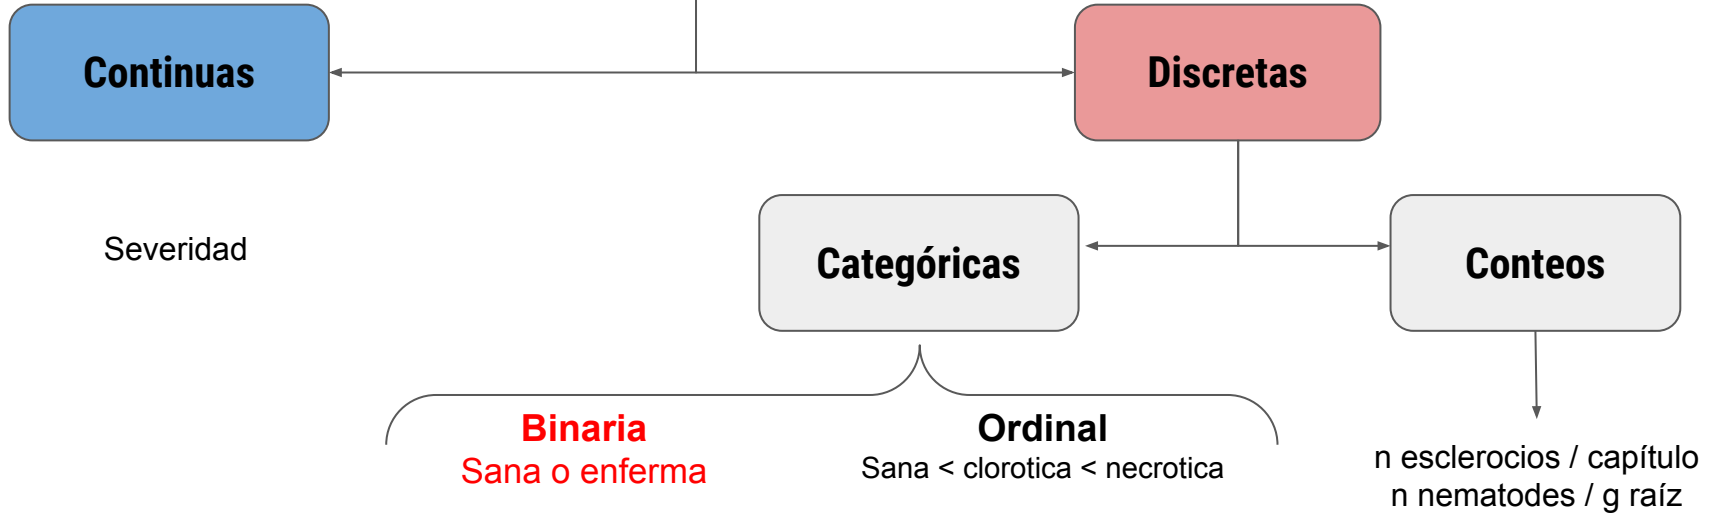 Continuas
Discretas
Severidad
Categóricas
Conteos
Binaria
Sana o enferma
Ordinal
Sana < clorotica < necrotica
n esclerocios / capítulo
n nematodes / g raíz